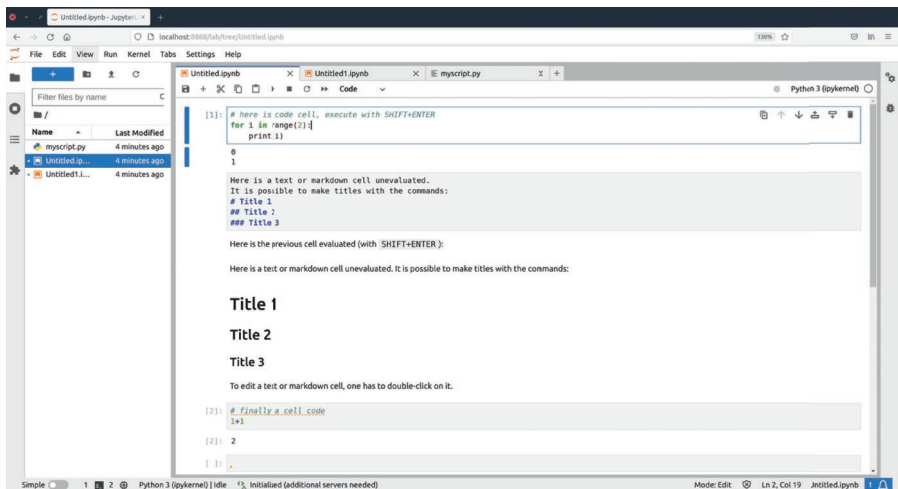 Untitled.ipynb - JupyterL
localhost:8888/lab/tree/Untitled.ipynb
130%
File Edit View Run Kernel Tabs Settings Help
Untitled.ipynb Untitled1.ipynb myscript.py
Code
Python 3 (ipykernel)
Filter files by name
/
Name Last Modified
myscript.py 4 minutes ago
Untitled.ip... 4 minutes ago
Untitled1.i... 4 minutes ago
[1]: # here is code cell, execute with SHIFT+ENTER
for i in range(2):
print i)
0
1
Here is a text or markdown cell unevaluated.
It is possible to make titles with the commands:
# Title 1
## Title 2
### Title 3
Here is the previous cell evaluated (with SHIFT+ENTER ):
Here is a text or markdown cell unevaluated. It is possible to make titles with the commands:
Title 1
Title 2
Title 3
To edit a text or markdown cell, one has to double-click on it.
[2]: # finally a cell code
1+1
[2]: 2
[ ]:
Simple 1 2 Python 3 (ipykernel) | Idle Initialised (additional servers needed) Mode: Edit Ln 2, Col 19 Untitled.ipynb 1